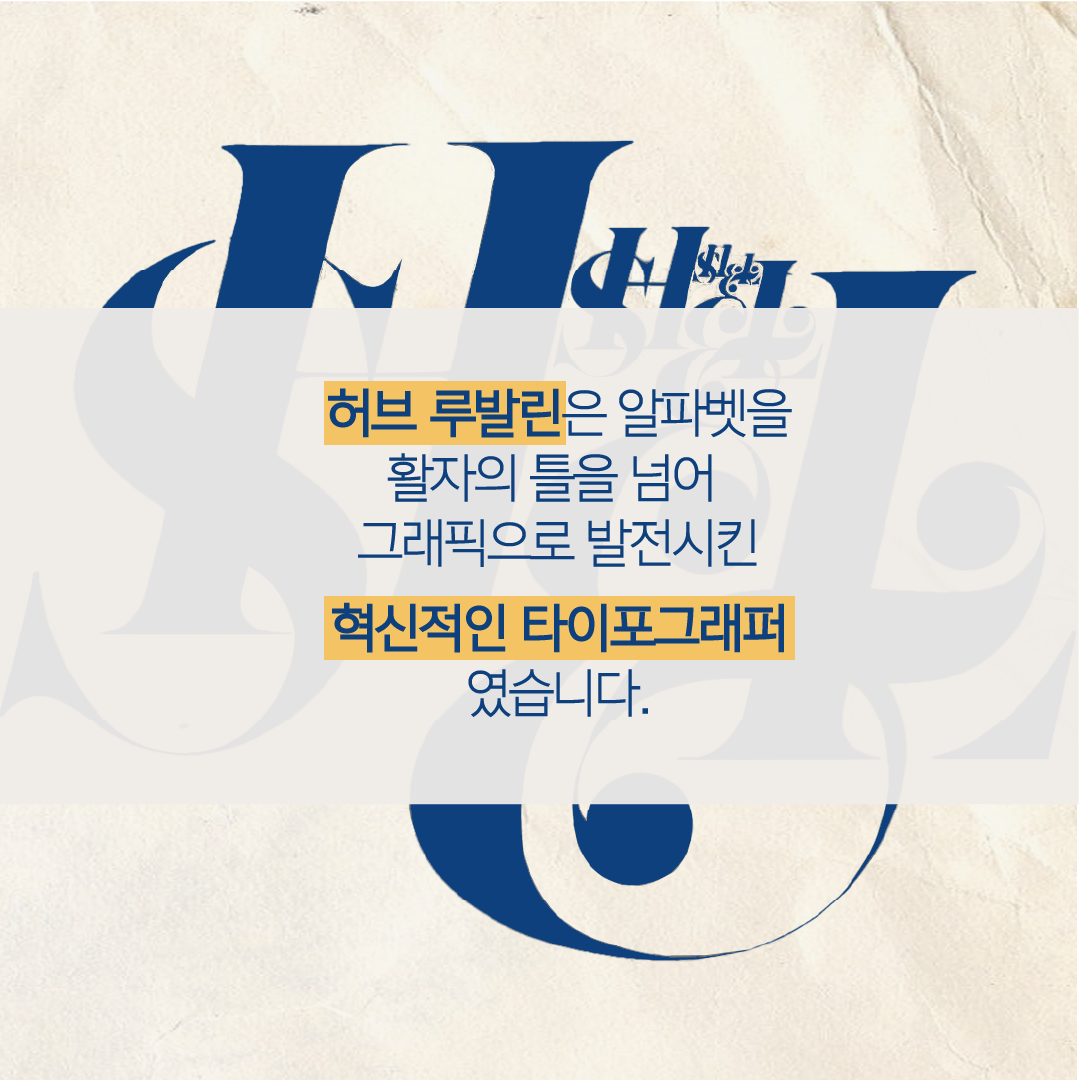 허브 루발린은 알파벳을
활자의 틀을 넘어
그래픽으로 발전시킨
혁신적인 타이포그래퍼
였습니다.